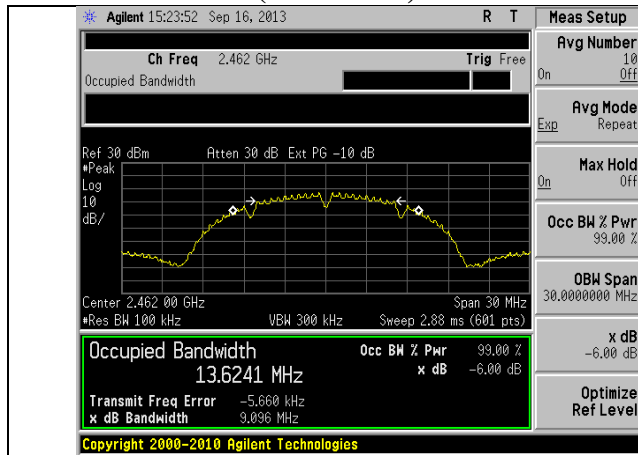 Agilent 15:23:52 Sep 16, 2013 R T
Ch Freq 2.462 GHz Trig Free
Occupied Bandwidth
Ref 30 dBm Atten 30 dB Ext PG -10 dB
#Peak
Log
10
dB/
Center 2.462 00 GHz Span 30 MHz
#Res BW 100 kHz VBW 300 kHz Sweep 2.88 ms (601 pts)
Occupied Bandwidth Occ BW % Pwr 99.00 %
13.6241 MHz x dB -6.00 dB
Transmit Freq Error -5.660 kHz
x dB Bandwidth 9.096 MHz
Copyright 2000-2010 Agilent Technologies
Meas Setup
Avg Number
10
On Off
Avg Mode
Exp Repeat
Max Hold
On Off
Occ BW % Pwr
99.00 %
OBW Span
30.0000000 MHz
x dB
-6.00 dB
Optimize
Ref Level